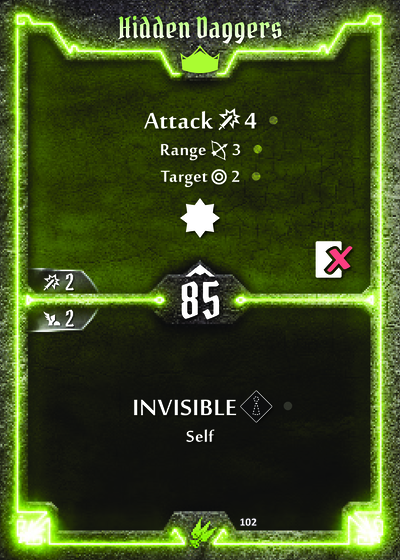 Hidden Daggers
Attack 4
Range 3
Target 2
2
85
2
INVISIBLE
Self
102